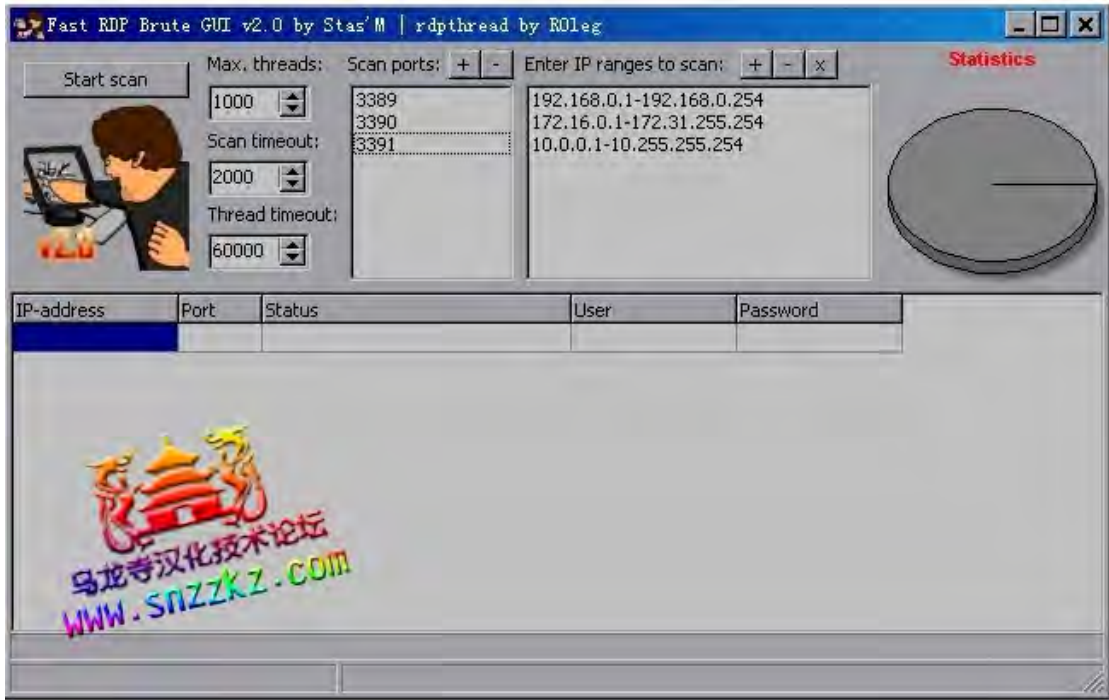 Fast RDP Brute GUI v2.0 by Stas'M | rdpthread by R0leg
Start scan
Max. threads:
1000
Scan timeout:
2000
Thread timeout:
60000
Scan ports: + -
3389
3390
3391
Enter IP ranges to scan: + - x
192.168.0.1-192.168.0.254
172.16.0.1-172.31.255.254
10.0.0.1-10.255.255.254
Statistics
v2.0
IP-address Port Status User Password
乌龙寺汉化技术论坛
www.snzzkz.com